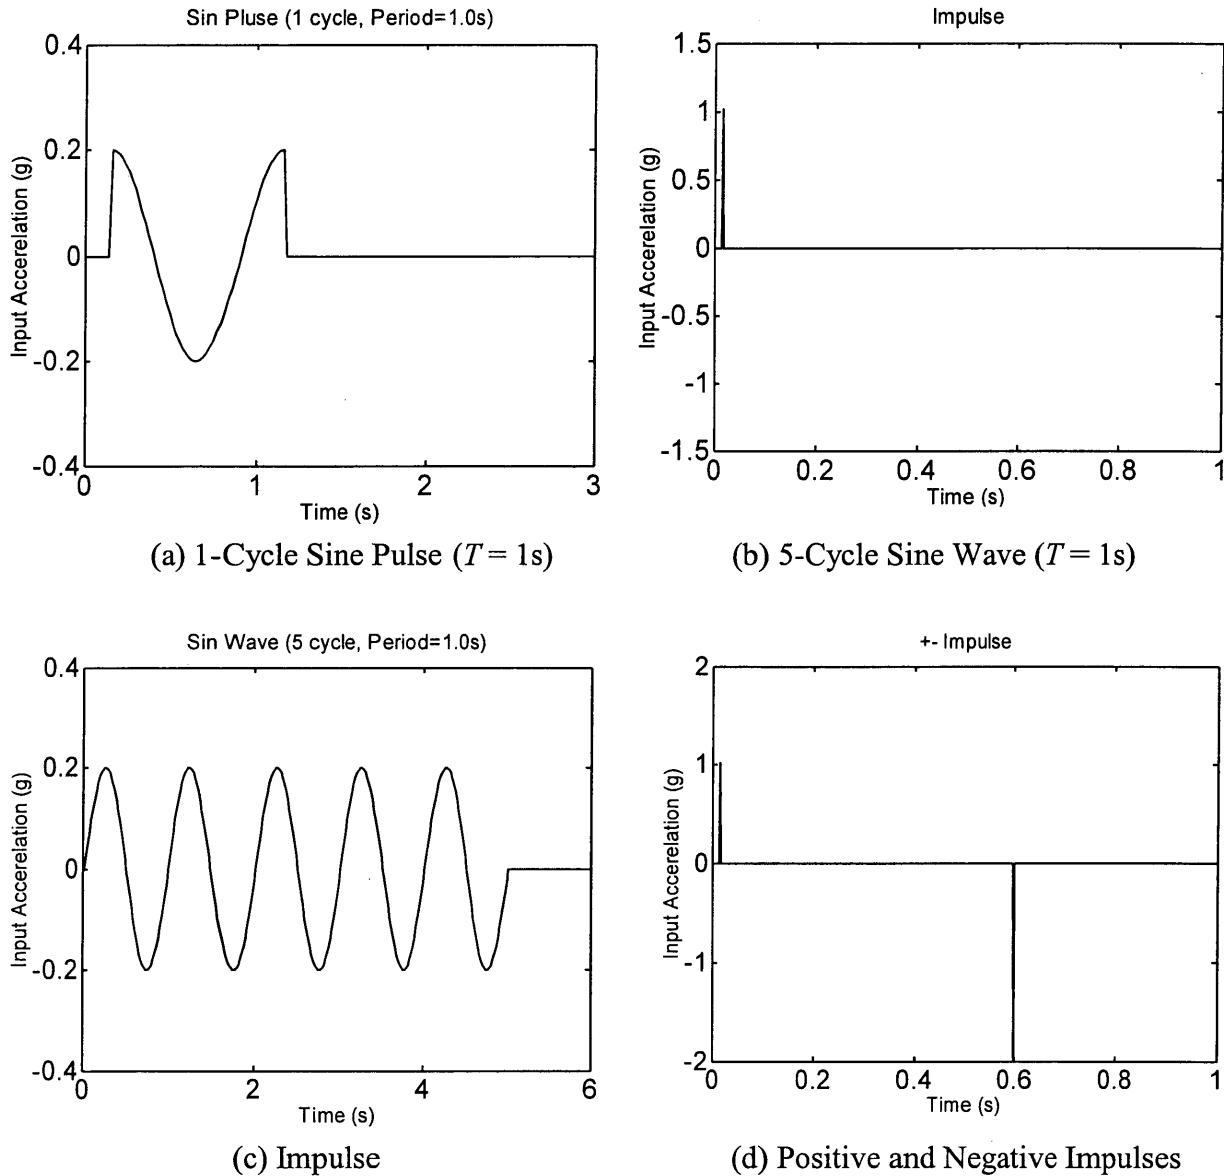 Sin Pluse (1 cycle, Period=1.0s)
0.4
0.2
0
-0.2
-0.4
0
1
2
3
Input Accerelation (g)
Time (s)
(a) 1-Cycle Sine Pulse (T = 1s)
Impulse
1.5
1
0.5
0
-0.5
-1
-1.5
0
0.2
0.4
0.6
0.8
1
Input Accerelation (g)
Time (s)
(b) 5-Cycle Sine Wave (T = 1s)
Sin Wave (5 cycle, Period=1.0s)
0.4
0.2
0
-0.2
-0.4
0
2
4
6
Input Accerelation (g)
Time (s)
(c) Impulse
+- Impulse
2
1
0
-1
-2
0
0.2
0.4
0.6
0.8
1
Input Accerelation (g)
Time (s)
(d) Positive and Negative Impulses